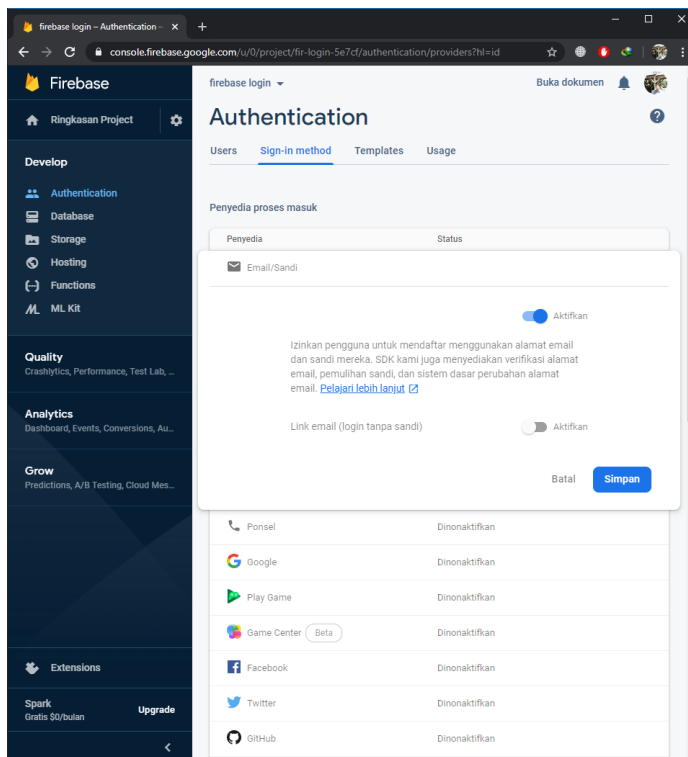 firebase login – Authentication –
console.firebase.google.com/u/0/project/fir-login-5e7cf/authentication/providers?hl=id
Firebase
firebase login
Buka dokumen
Ringkasan Project
Authentication
Users
Sign-in method
Templates
Usage
Develop
Authentication
Database
Storage
Hosting
Functions
ML Kit
Quality
Crashlytics, Performance, Test Lab, ...
Analytics
Dashboard, Events, Conversions, Au...
Grow
Predictions, A/B Testing, Cloud Mes...
Extensions
Spark
Gratis $0/bulan
Upgrade
Penyedia proses masuk
Penyedia
Status
Email/Sandi
Aktifkan
Izinkan pengguna untuk mendaftar menggunakan alamat email
dan sandi mereka. SDK kami juga menyediakan verifikasi alamat
email, pemulihan sandi, dan sistem dasar perubahan alamat
email. Pelajari lebih lanjut
Link email (login tanpa sandi)
Aktifkan
Batal
Simpan
Ponsel
Dinonaktifkan
Google
Dinonaktifkan
Play Game
Dinonaktifkan
Game Center
Beta
Dinonaktifkan
Facebook
Dinonaktifkan
Twitter
Dinonaktifkan
GitHub
Dinonaktifkan